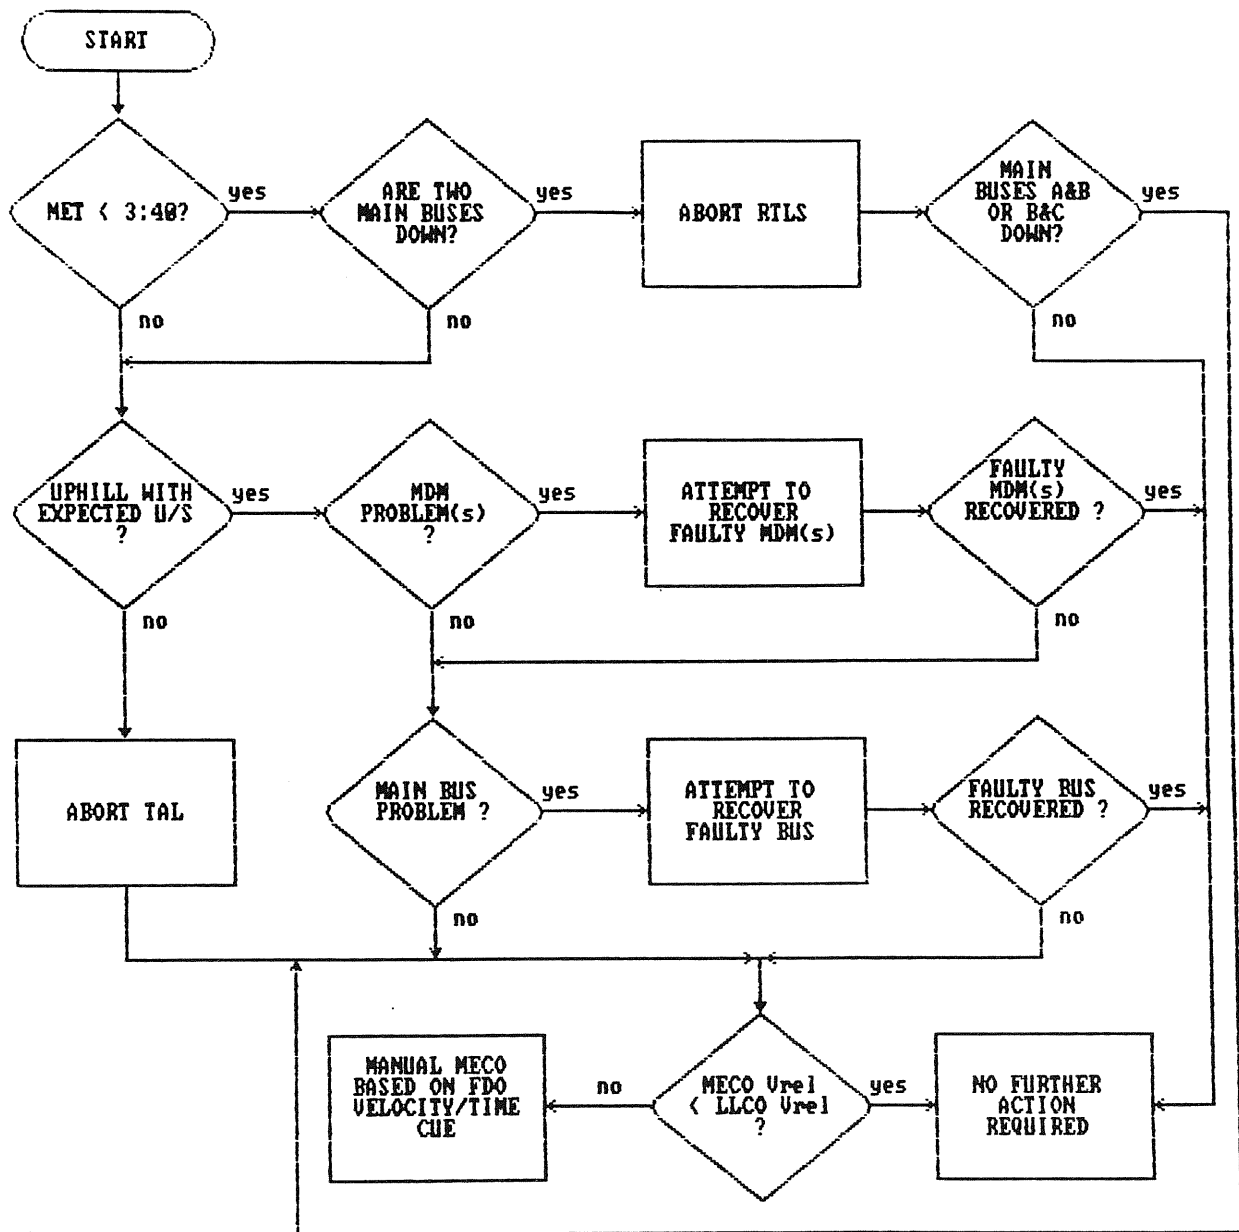 START
MET < 3:40?
yes
ARE TWO
MAIN BUSES
DOWN?
yes
ABORT RTLS
MAIN
BUSES A&B
OR B&C
DOWN?
yes
no
no
no
UPHILL WITH
EXPECTED U/S
?
yes
MDM
PROBLEM(s)
?
yes
ATTEMPT TO
RECOVER
FAULTY MDM(s)
FAULTY
MDM(s)
RECOVERED ?
yes
no
no
no
ABORT TAL
MAIN BUS
PROBLEM ?
yes
ATTEMPT TO
RECOVER
FAULTY BUS
FAULTY BUS
RECOVERED ?
yes
no
no
MANUAL MECO
BASED ON FDO
VELOCITY/TIME
CUE
no
MECO Vrel
< LLCO Vrel
?
yes
NO FURTHER
ACTION
REQUIRED